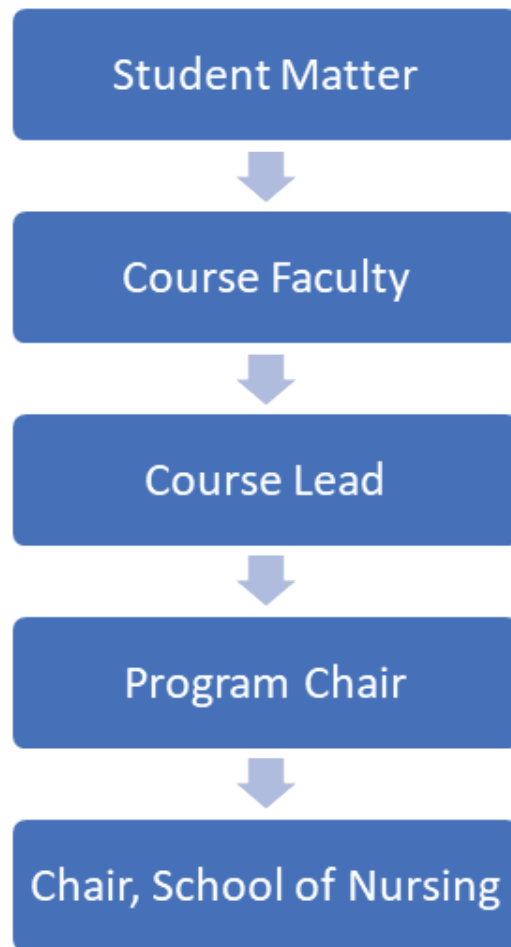 Student Matter
Course Faculty
Course Lead
Program Chair
Chair, School of Nursing